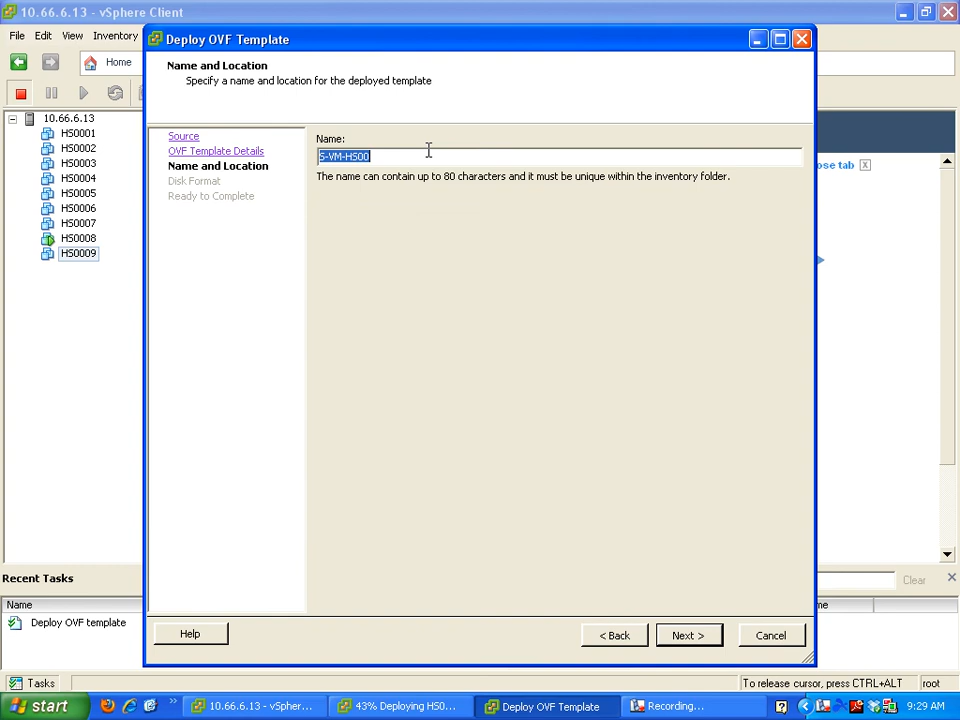 10.66.6.13 - vSphere Client
File Edit View Inventory
Home
Deploy OVF Template
Name and Location
Specify a name and location for the deployed template
Source
OVF Template Details
Name and Location
Disk Format
Ready to Complete
Name:
S-VM-HS00
The name can contain up to 80 characters and it must be unique within the inventory folder.
10.66.6.13
HS0001
HS0002
HS0003
HS0004
HS0005
HS0006
HS0007
HS0008
HS0009
ose tab X
Help
< Back
Next >
Cancel
Recent Tasks
Clear
Name
me
Deploy OVF template
Tasks
To release cursor, press CTRL+ALT
root
start
10.66.6.13 - vSpher...
43% Deploying HS0...
Deploy OVF Template
Recording...
9:29 AM